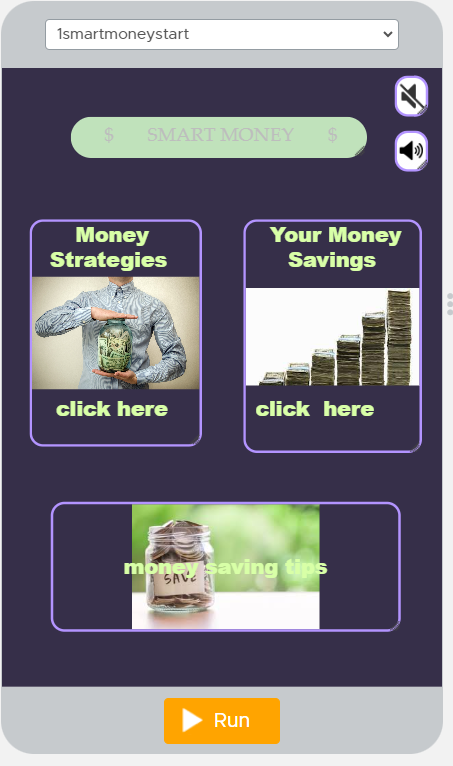 1smartmoneystart
$ SMART MONEY $
Money
Strategies
Your Money
Savings
click here
click here
SAVE
money saving tips
Run